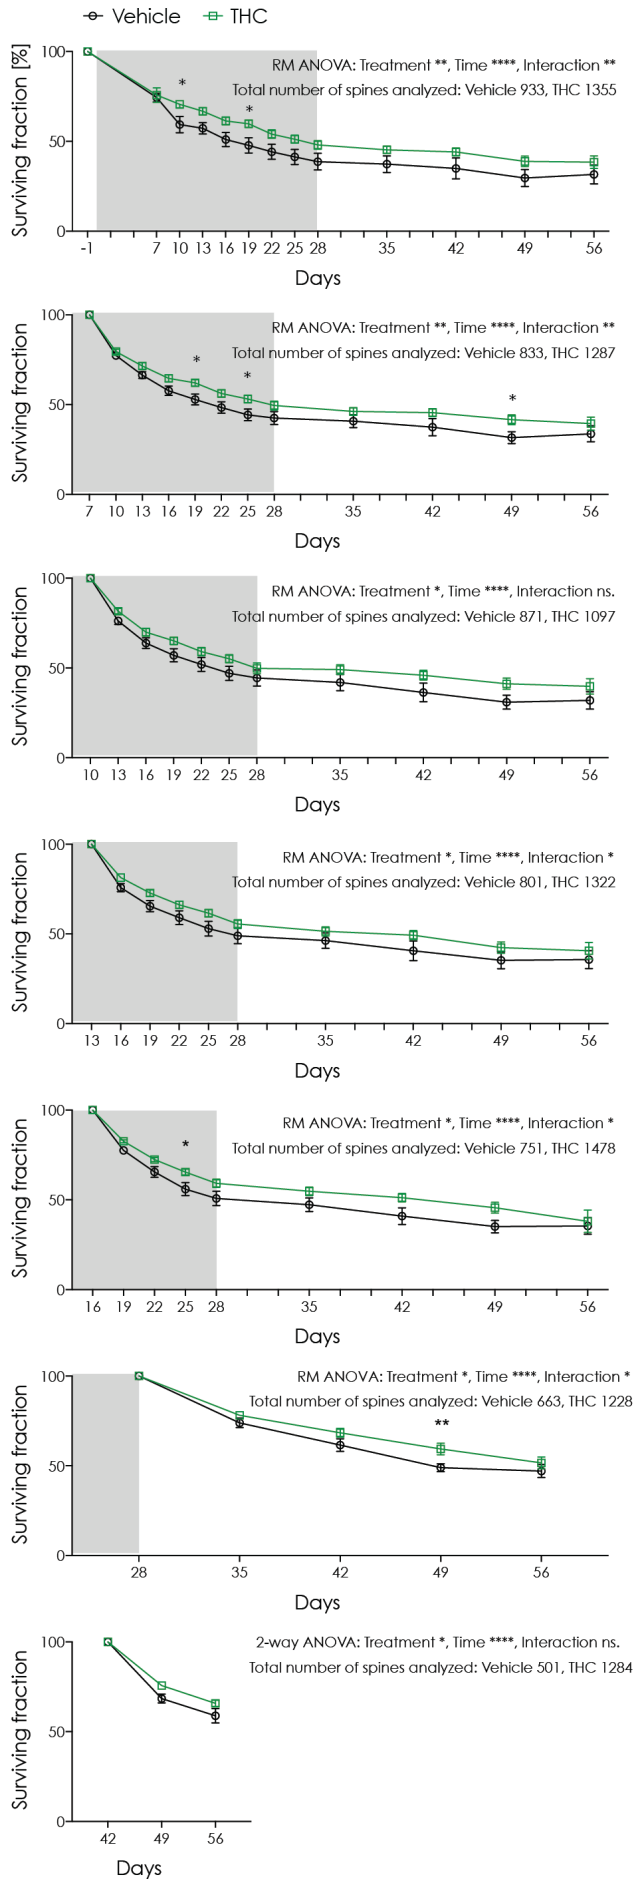 Vehicle THC
Surviving fraction [%]
100
50
0
RM ANOVA: Treatment **, Time ****, Interaction **
Total number of spines analyzed: Vehicle 933, THC 1355
*
*
-1 7 10 13 16 19 22 25 28 35 42 49 56
Days
Surviving fraction
100
50
0
RM ANOVA: Treatment **, Time ****, Interaction **
Total number of spines analyzed: Vehicle 833, THC 1287
*
*
*
7 10 13 16 19 22 25 28 35 42 49 56
Days
Surviving fraction
100
50
0
RM ANOVA: Treatment *, Time ****, Interaction ns.
Total number of spines analyzed: Vehicle 871, THC 1097
10 13 16 19 22 25 28 35 42 49 56
Days
Surviving fraction
100
50
0
RM ANOVA: Treatment *, Time ****, Interaction *
Total number of spines analyzed: Vehicle 801, THC 1322
13 16 19 22 25 28 35 42 49 56
Days
Surviving fraction
100
50
0
RM ANOVA: Treatment *, Time ****, Interaction *
Total number of spines analyzed: Vehicle 751, THC 1478
*
16 19 22 25 28 35 42 49 56
Days
Surviving fraction
100
50
0
RM ANOVA: Treatment *, Time ****, Interaction *
Total number of spines analyzed: Vehicle 663, THC 1228
**
28 35 42 49 56
Days
Surviving fraction
100
50
0
2-way ANOVA: Treatment *, Time ****, Interaction ns.
Total number of spines analyzed: Vehicle 501, THC 1284
42 49 56
Days